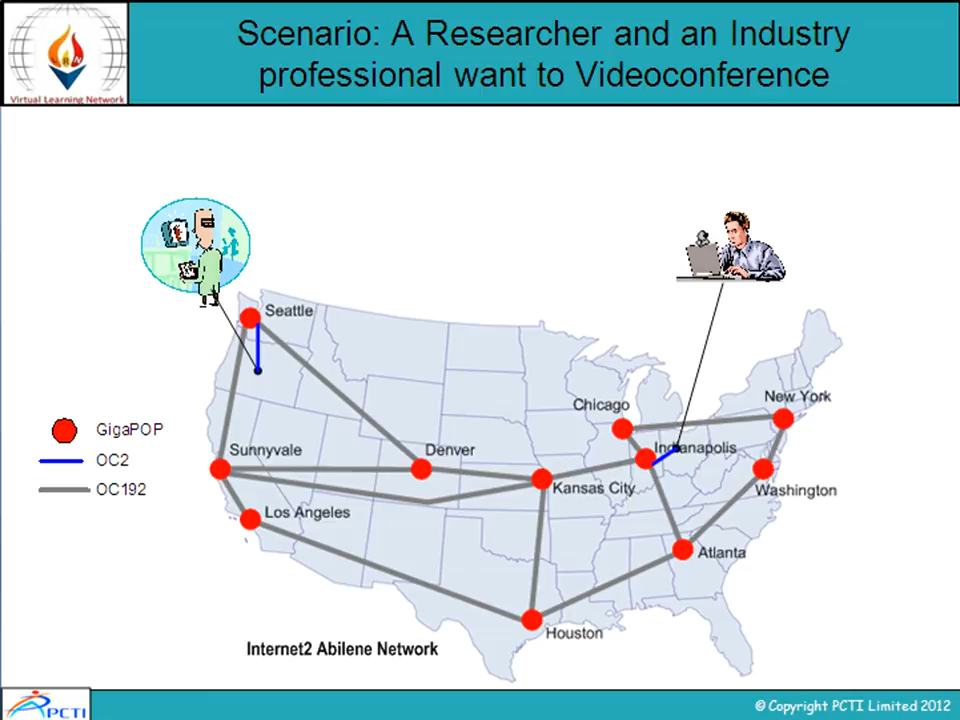 Scenario: A Researcher and an Industry
professional want to Videoconference
Virtual Learning Network
Seattle
Chicago
New York
GigaPOP
Sunnyvale
Denver
Indianapolis
OC2
Kansas City
Washington
OC192
Los Angeles
Atlanta
Houston
Internet2 Abilene Network
PCTI
© Copyright PCTI Limited 2012